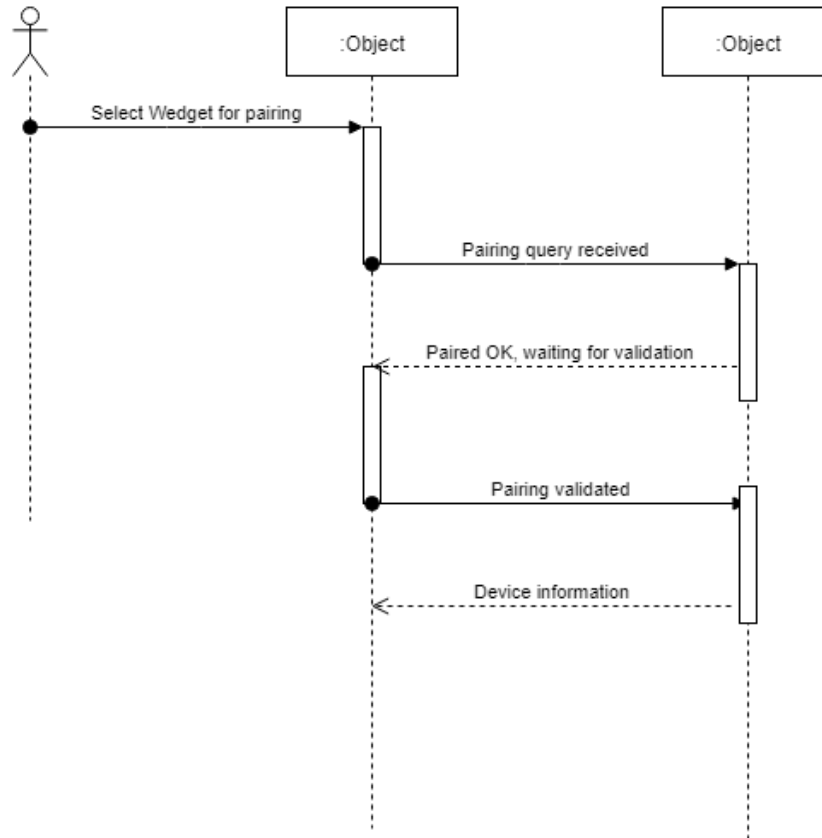 :Object
:Object
Select Wedget for pairing
Pairing query received
Paired OK, waiting for validation
Pairing validated
Device information